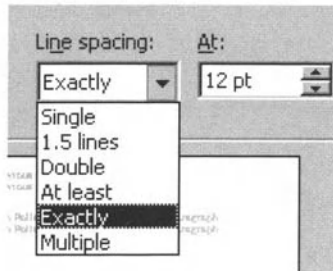 Line spacing: At:
Exactly 12 pt
Single
1.5 lines
Double
At least
Exactly
Multiple